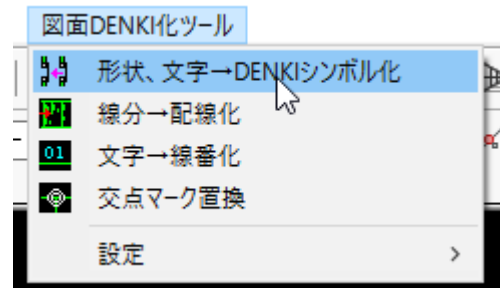 図面DENKI化ツール
形状、文字→DENKIシンボル化
線分→配線化
01 文字→線番化
交点マーク置換
設定